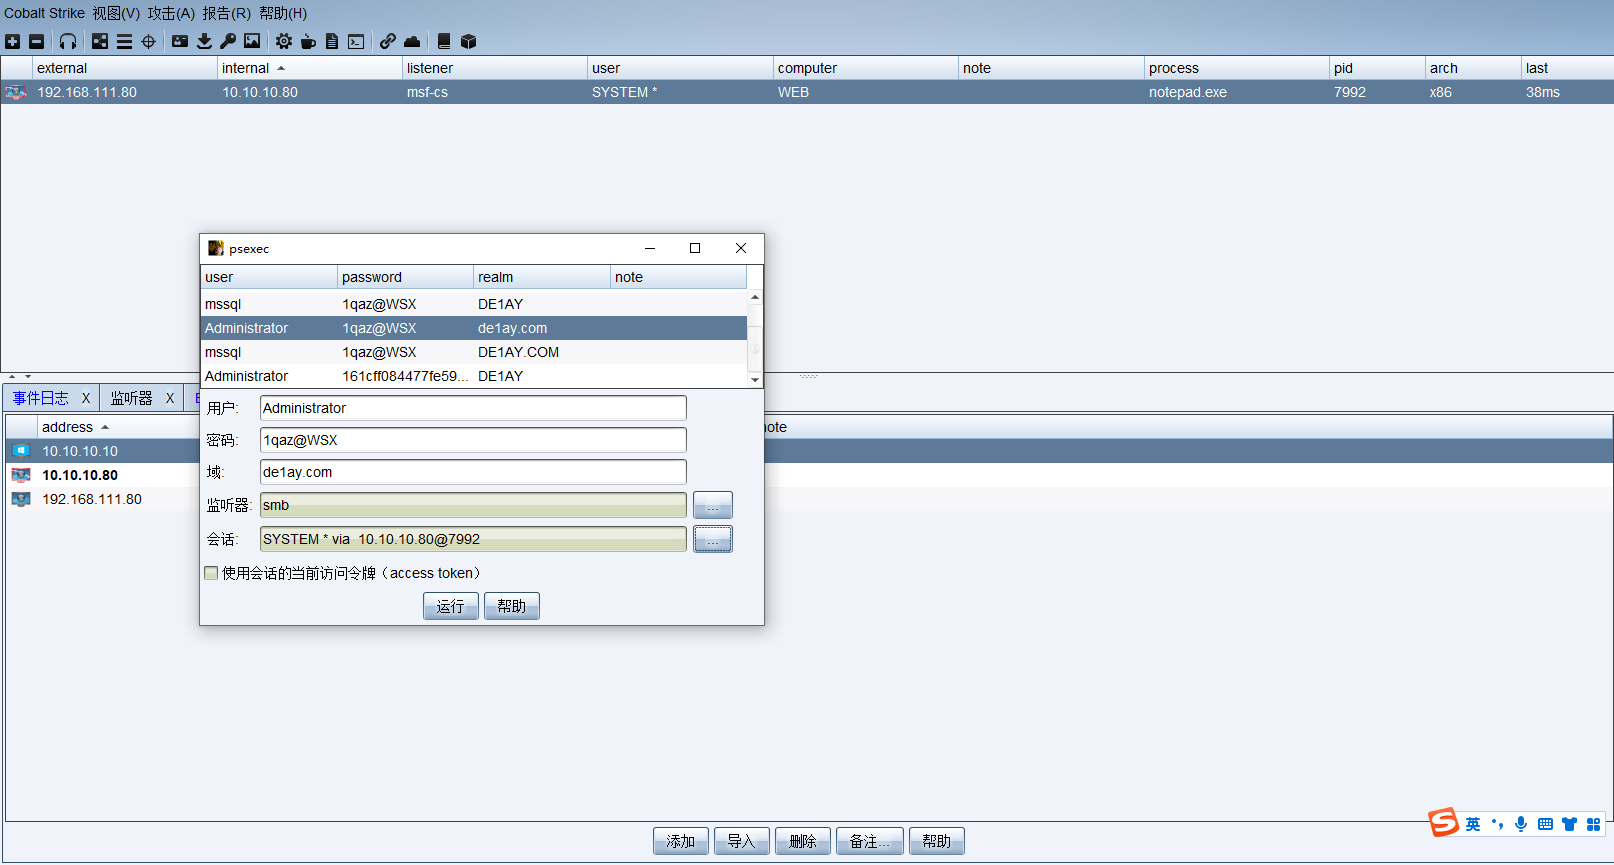 Cobalt Strike 视图(V) 攻击(A) 报告(R) 帮助(H)
external internal listener user computer note process pid arch last
192.168.111.80 10.10.10.80 msf-cs SYSTEM * WEB notepad.exe 7992 x86 38ms
psexec
user password realm note
mssql 1qaz@WSX DE1AY
Administrator 1qaz@WSX de1ay.com
mssql 1qaz@WSX DE1AY.COM
Administrator 161cff084477fe59... DE1AY
事件日志 X 监听器 X
用户: Administrator
address note
密码: 1qaz@WSX
10.10.10.10
域: de1ay.com
10.10.10.80
192.168.111.80
监听器: smb ...
会话: SYSTEM * via 10.10.10.80@7992 ...
使用会话的当前访问令牌（access token）
运行 帮助
添加 导入 删除 备注... 帮助
S 英